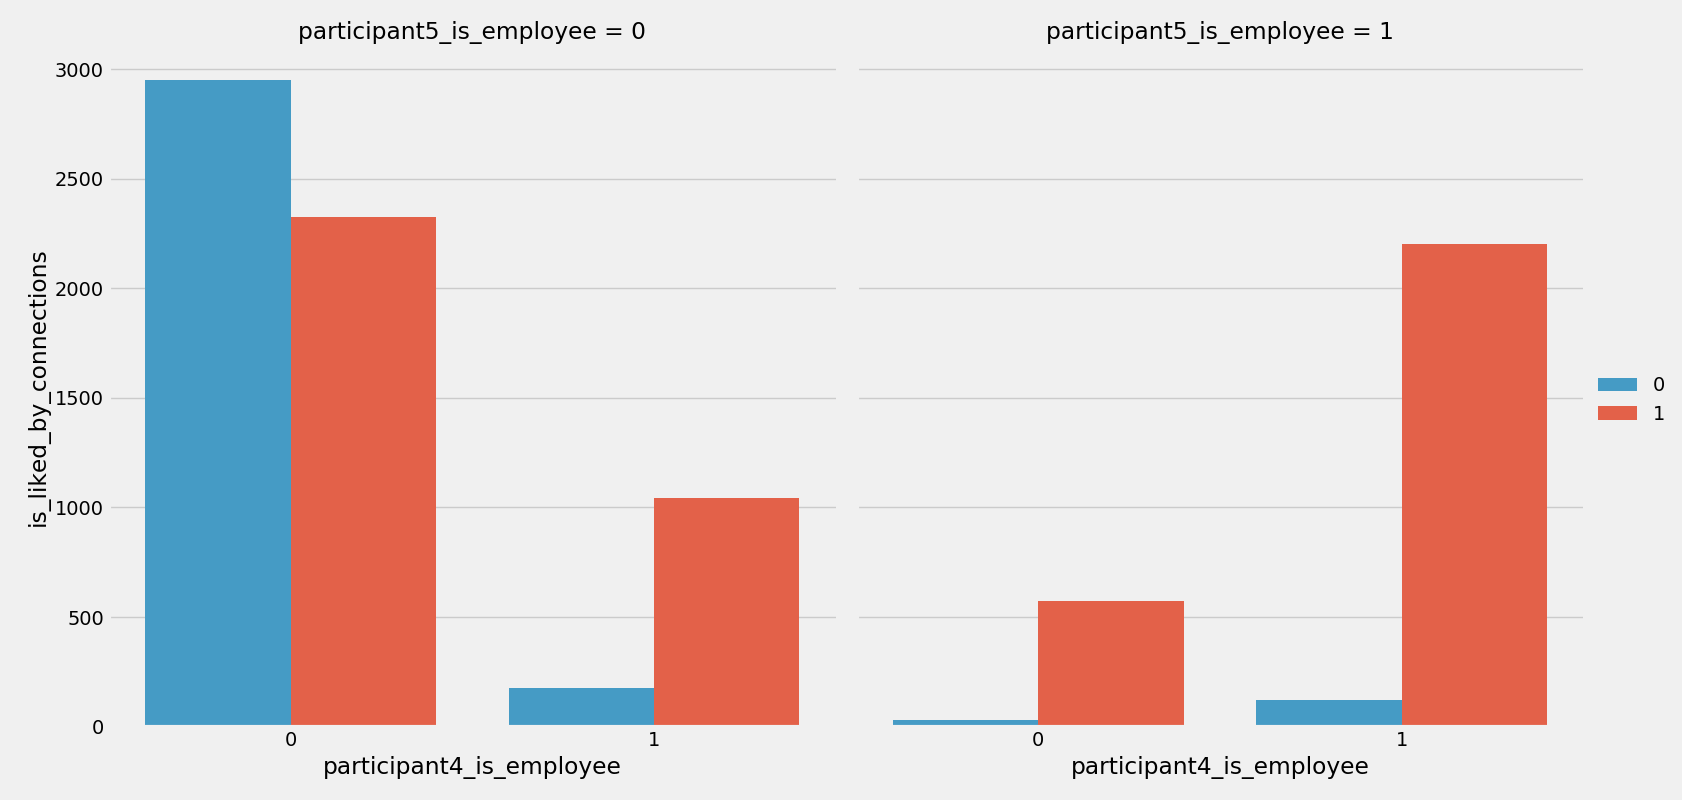 participant5_is_employee = 0
participant5_is_employee = 1
is_liked_by_connections
3000
2500
2000
1500
1000
500
0
0
1
0
1
participant4_is_employee
participant4_is_employee
0
1